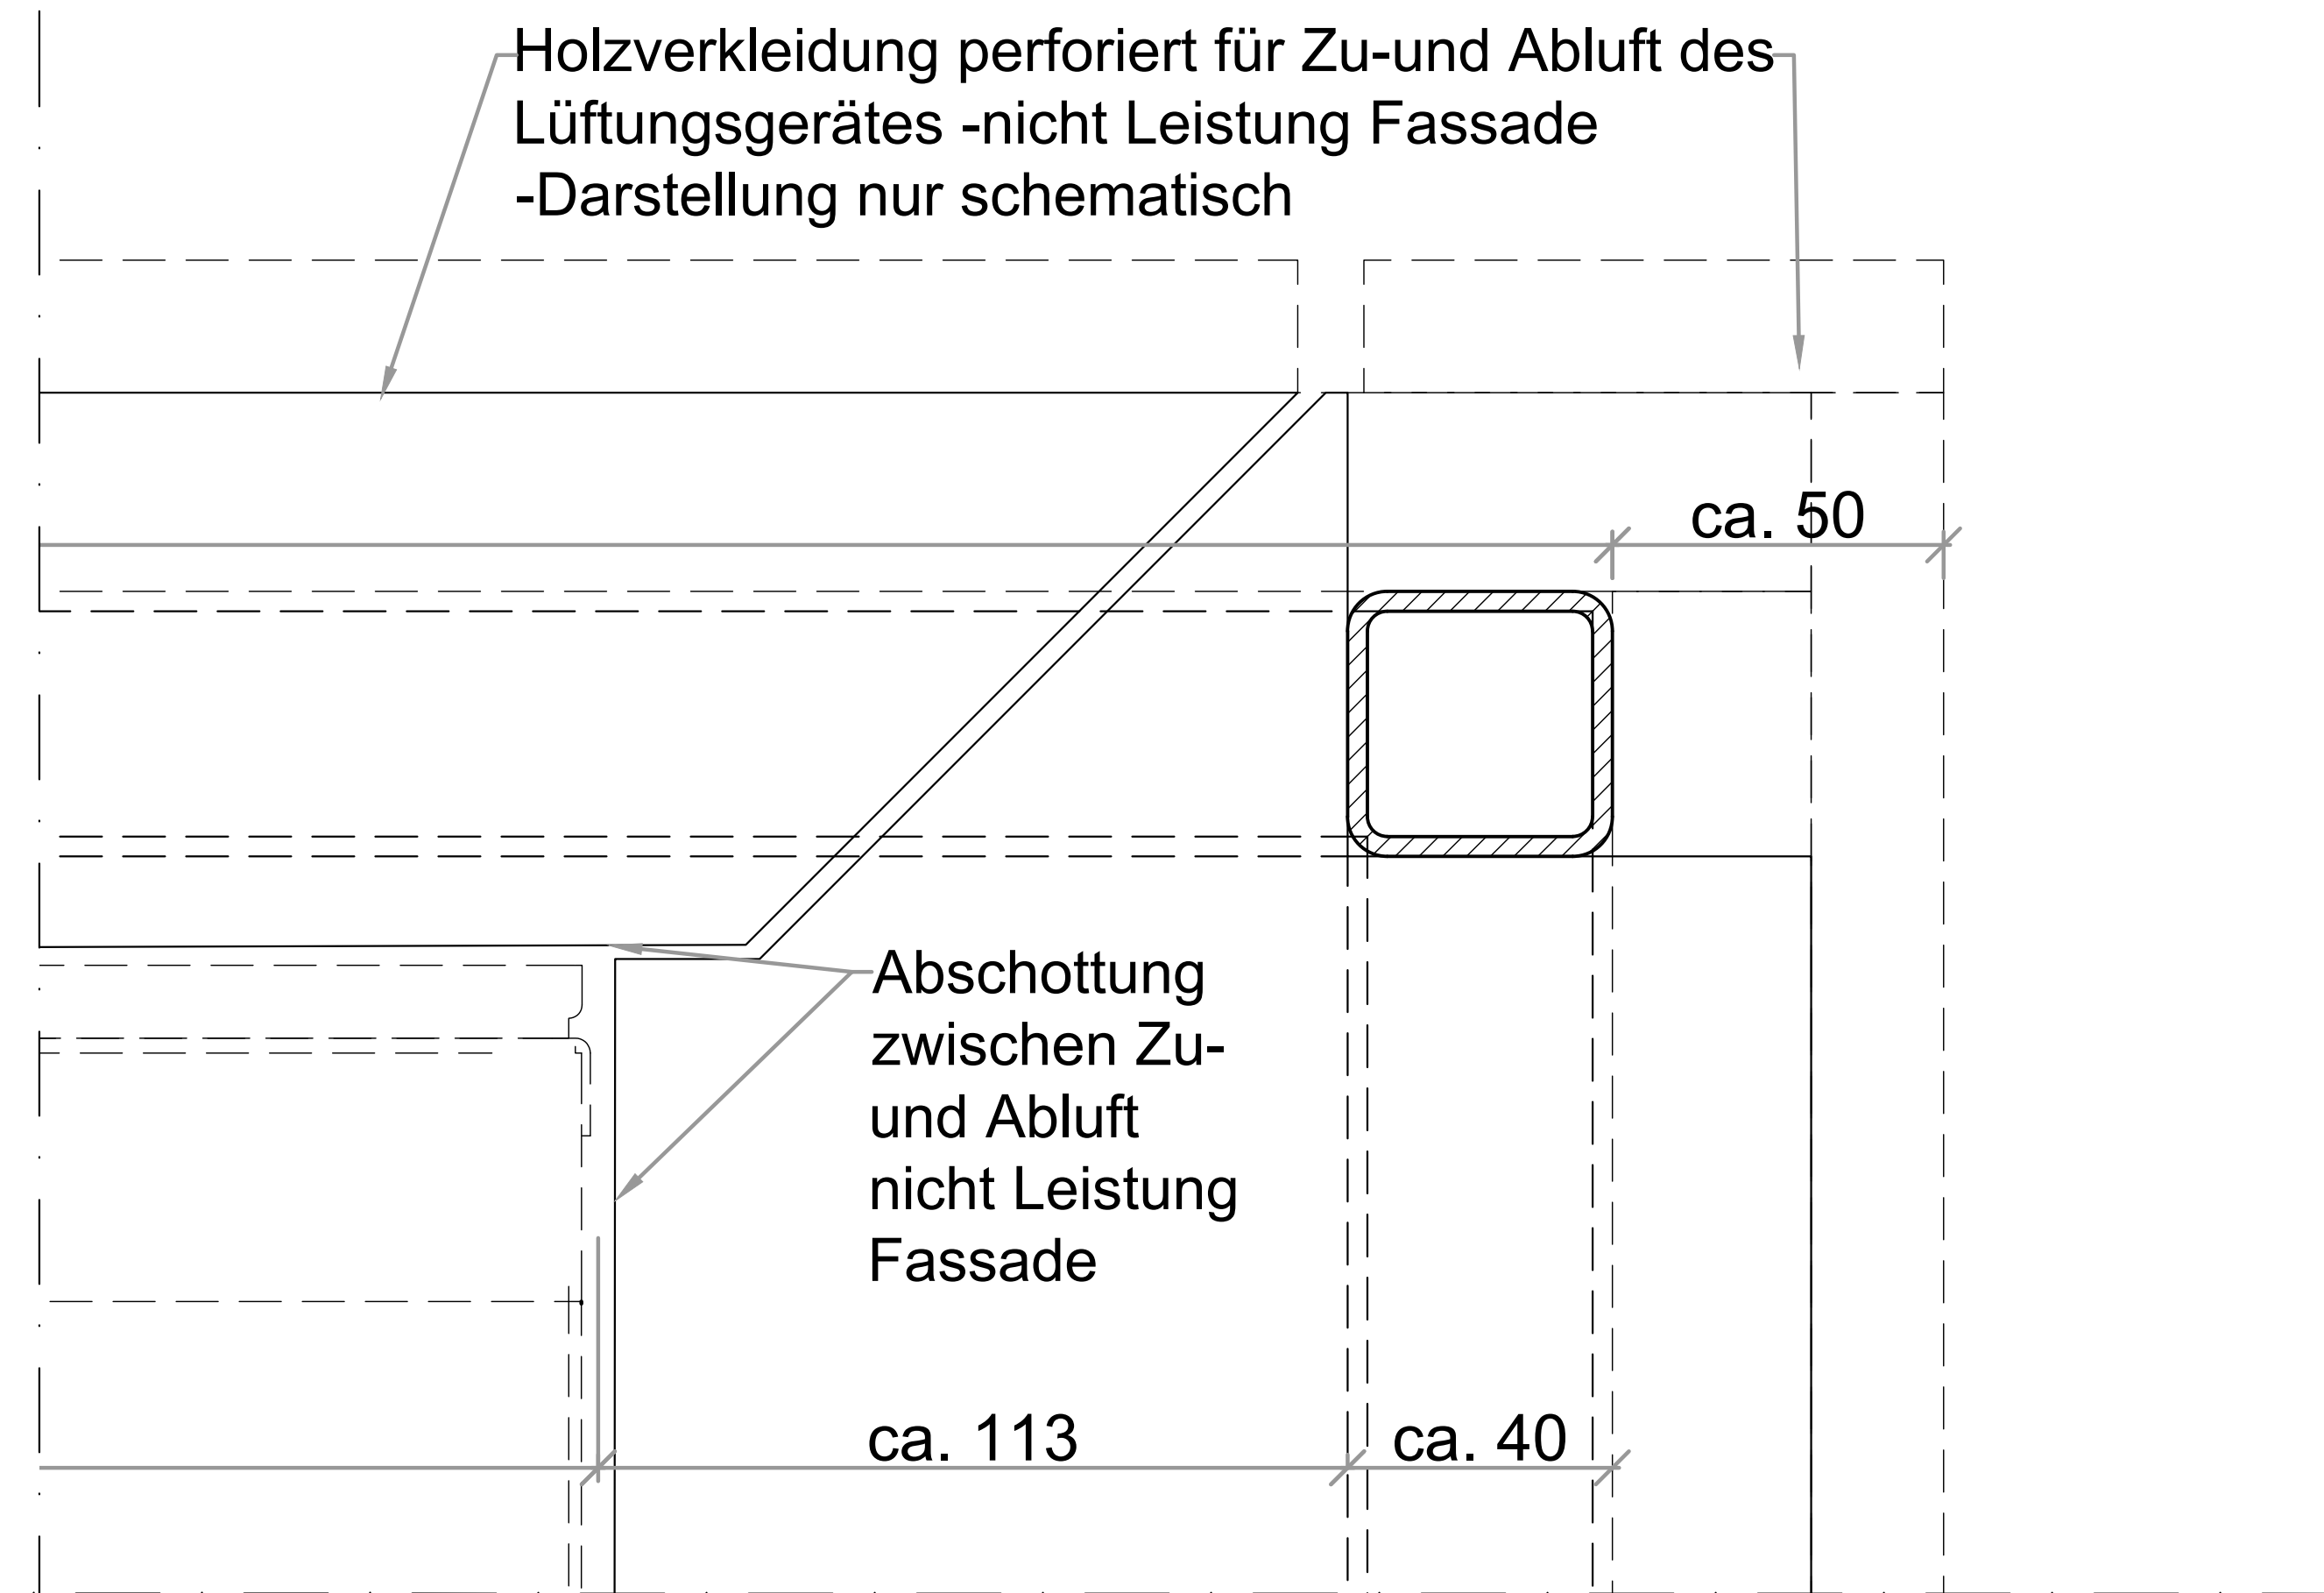 Holzverkleidung perforiert für Zu-und Abluft des
Lüftungsgerätes -nicht Leistung Fassade
-Darstellung nur schematisch
ca. 50
Abschottung
zwischen Zu-
und Abluft
nicht Leistung
Fassade
ca. 113
ca. 40